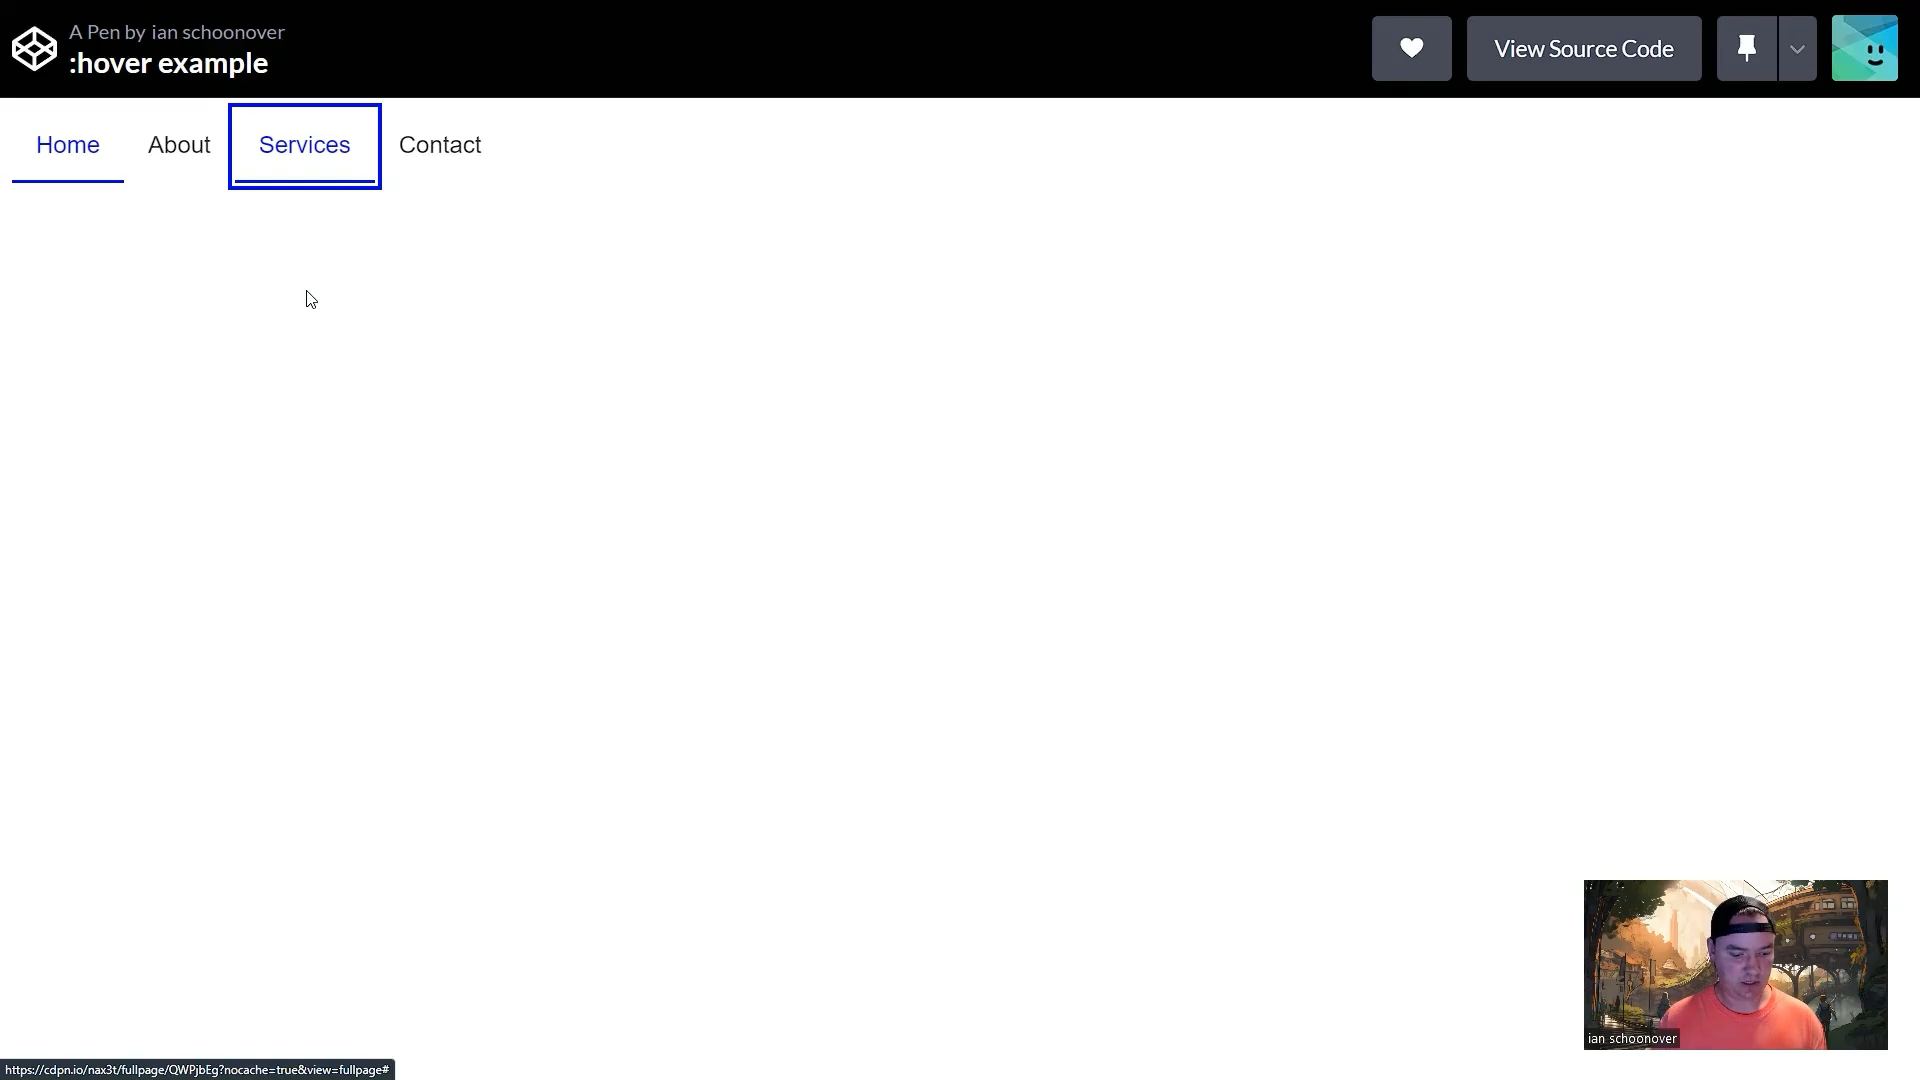 A Pen by ian schoonover
:hover example
View Source Code
Home About Services Contact
ian schoonover
https://cdpn.io/nax3t/fullpage/QWPjbEg?nocache=true&view=fullpage#